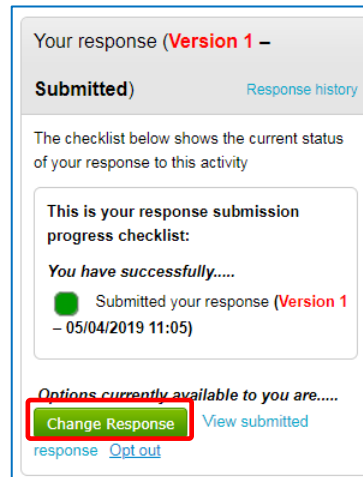 Your response (Version 1 –
Submitted)
Response history
The checklist below shows the current status
of your response to this activity
This is your response submission
progress checklist:
You have successfully.....
Submitted your response (Version 1
– 05/04/2019 11:05)
Options currently available to you are.....
Change Response View submitted
response Opt out